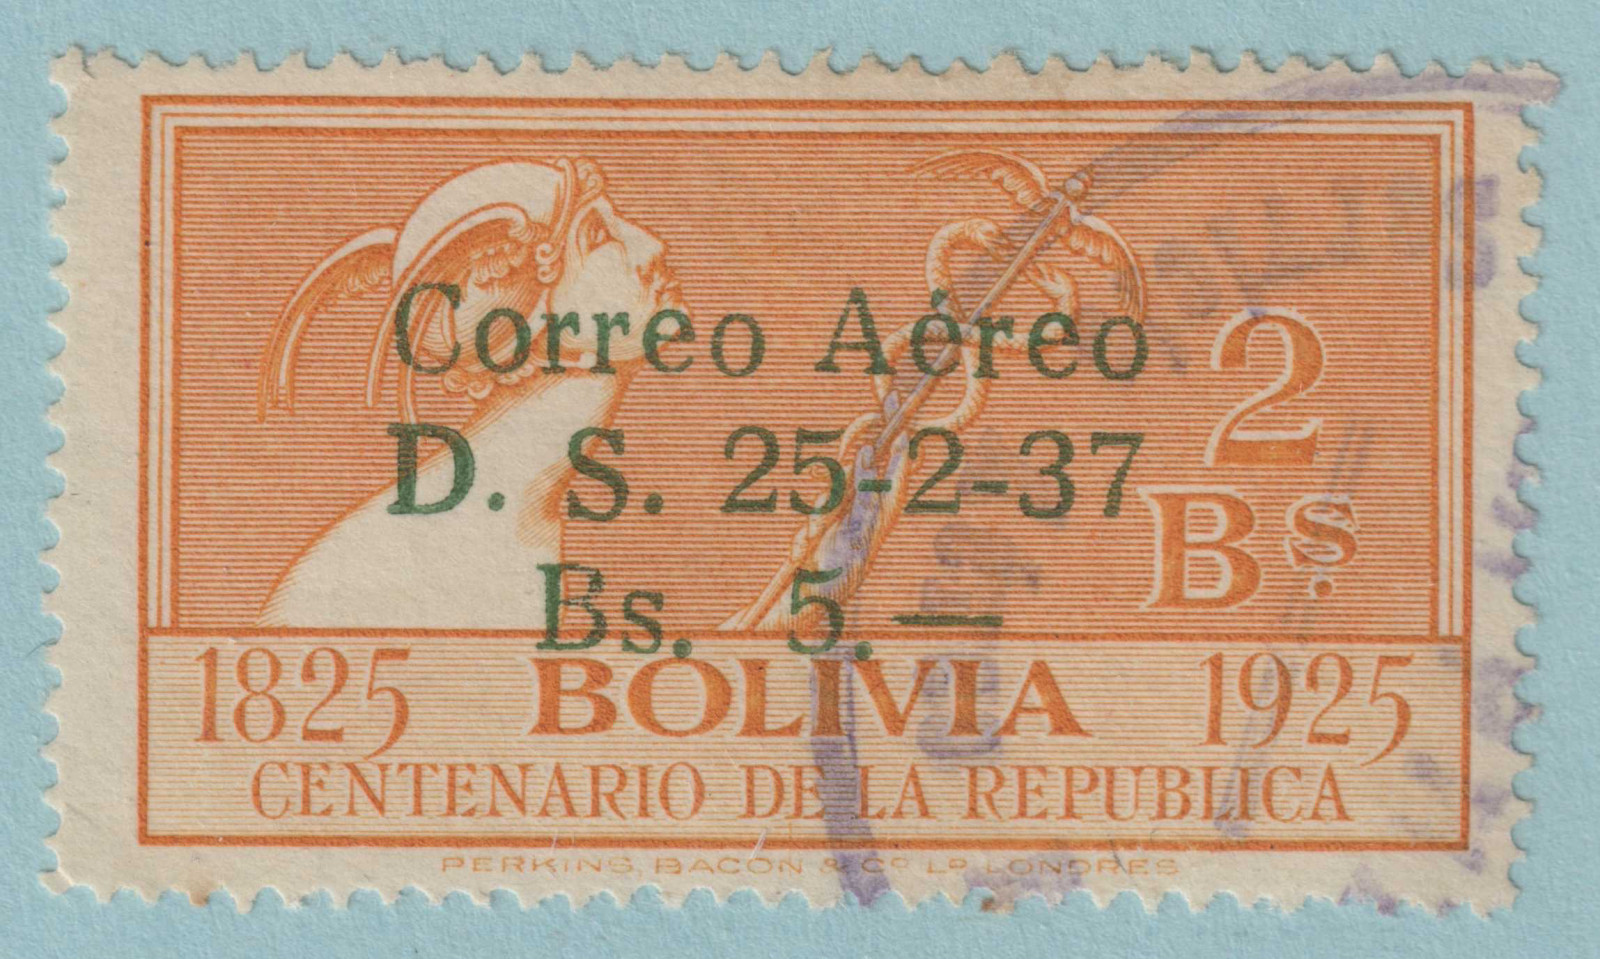 Correo Aéreo
D. S. 25-2-37
Bs. 5.—
2
Bs.
1825 BOLIVIA 1925
CENTENARIO DE LA REPUBLICA
PERKINS, BACON & Cº Lº LONDRES